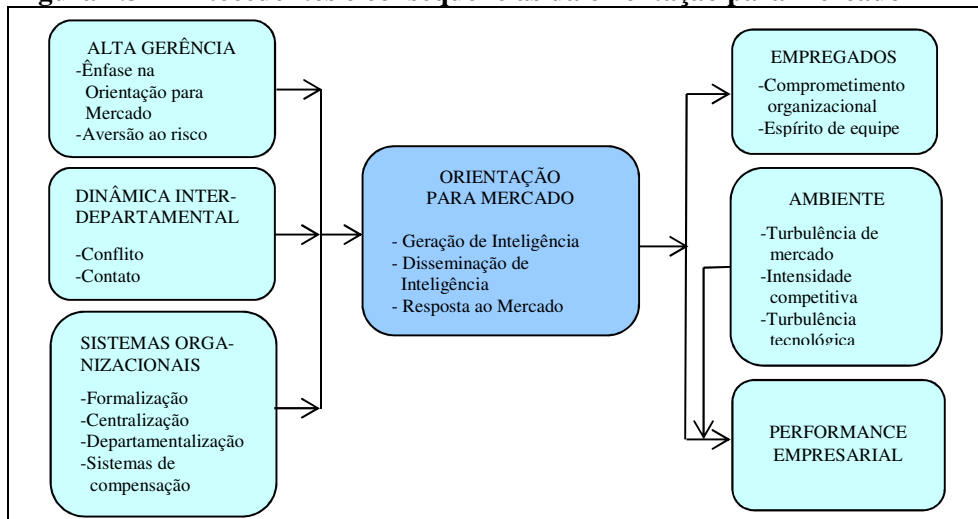 ALTA GERÊNCIA
-Ênfase na
Orientação para
Mercado
-Aversão ao risco
DINÂMICA INTER-
DEPARTAMENTAL
-Conflito
-Contato
SISTEMAS ORGA-
NIZACIONAIS
-Formalização
-Centralização
-Departamentalização
-Sistemas de
compensação
ORIENTAÇÃO
PARA MERCADO
- Geração de Inteligência
- Disseminação de
Inteligência
- Resposta ao Mercado
EMPREGADOS
-Comprometimento
organizacional
-Espírito de equipe
AMBIENTE
-Turbulência de
mercado
-Intensidade
competitiva
-Turbulência
tecnológica
PERFORMANCE
EMPRESARIAL